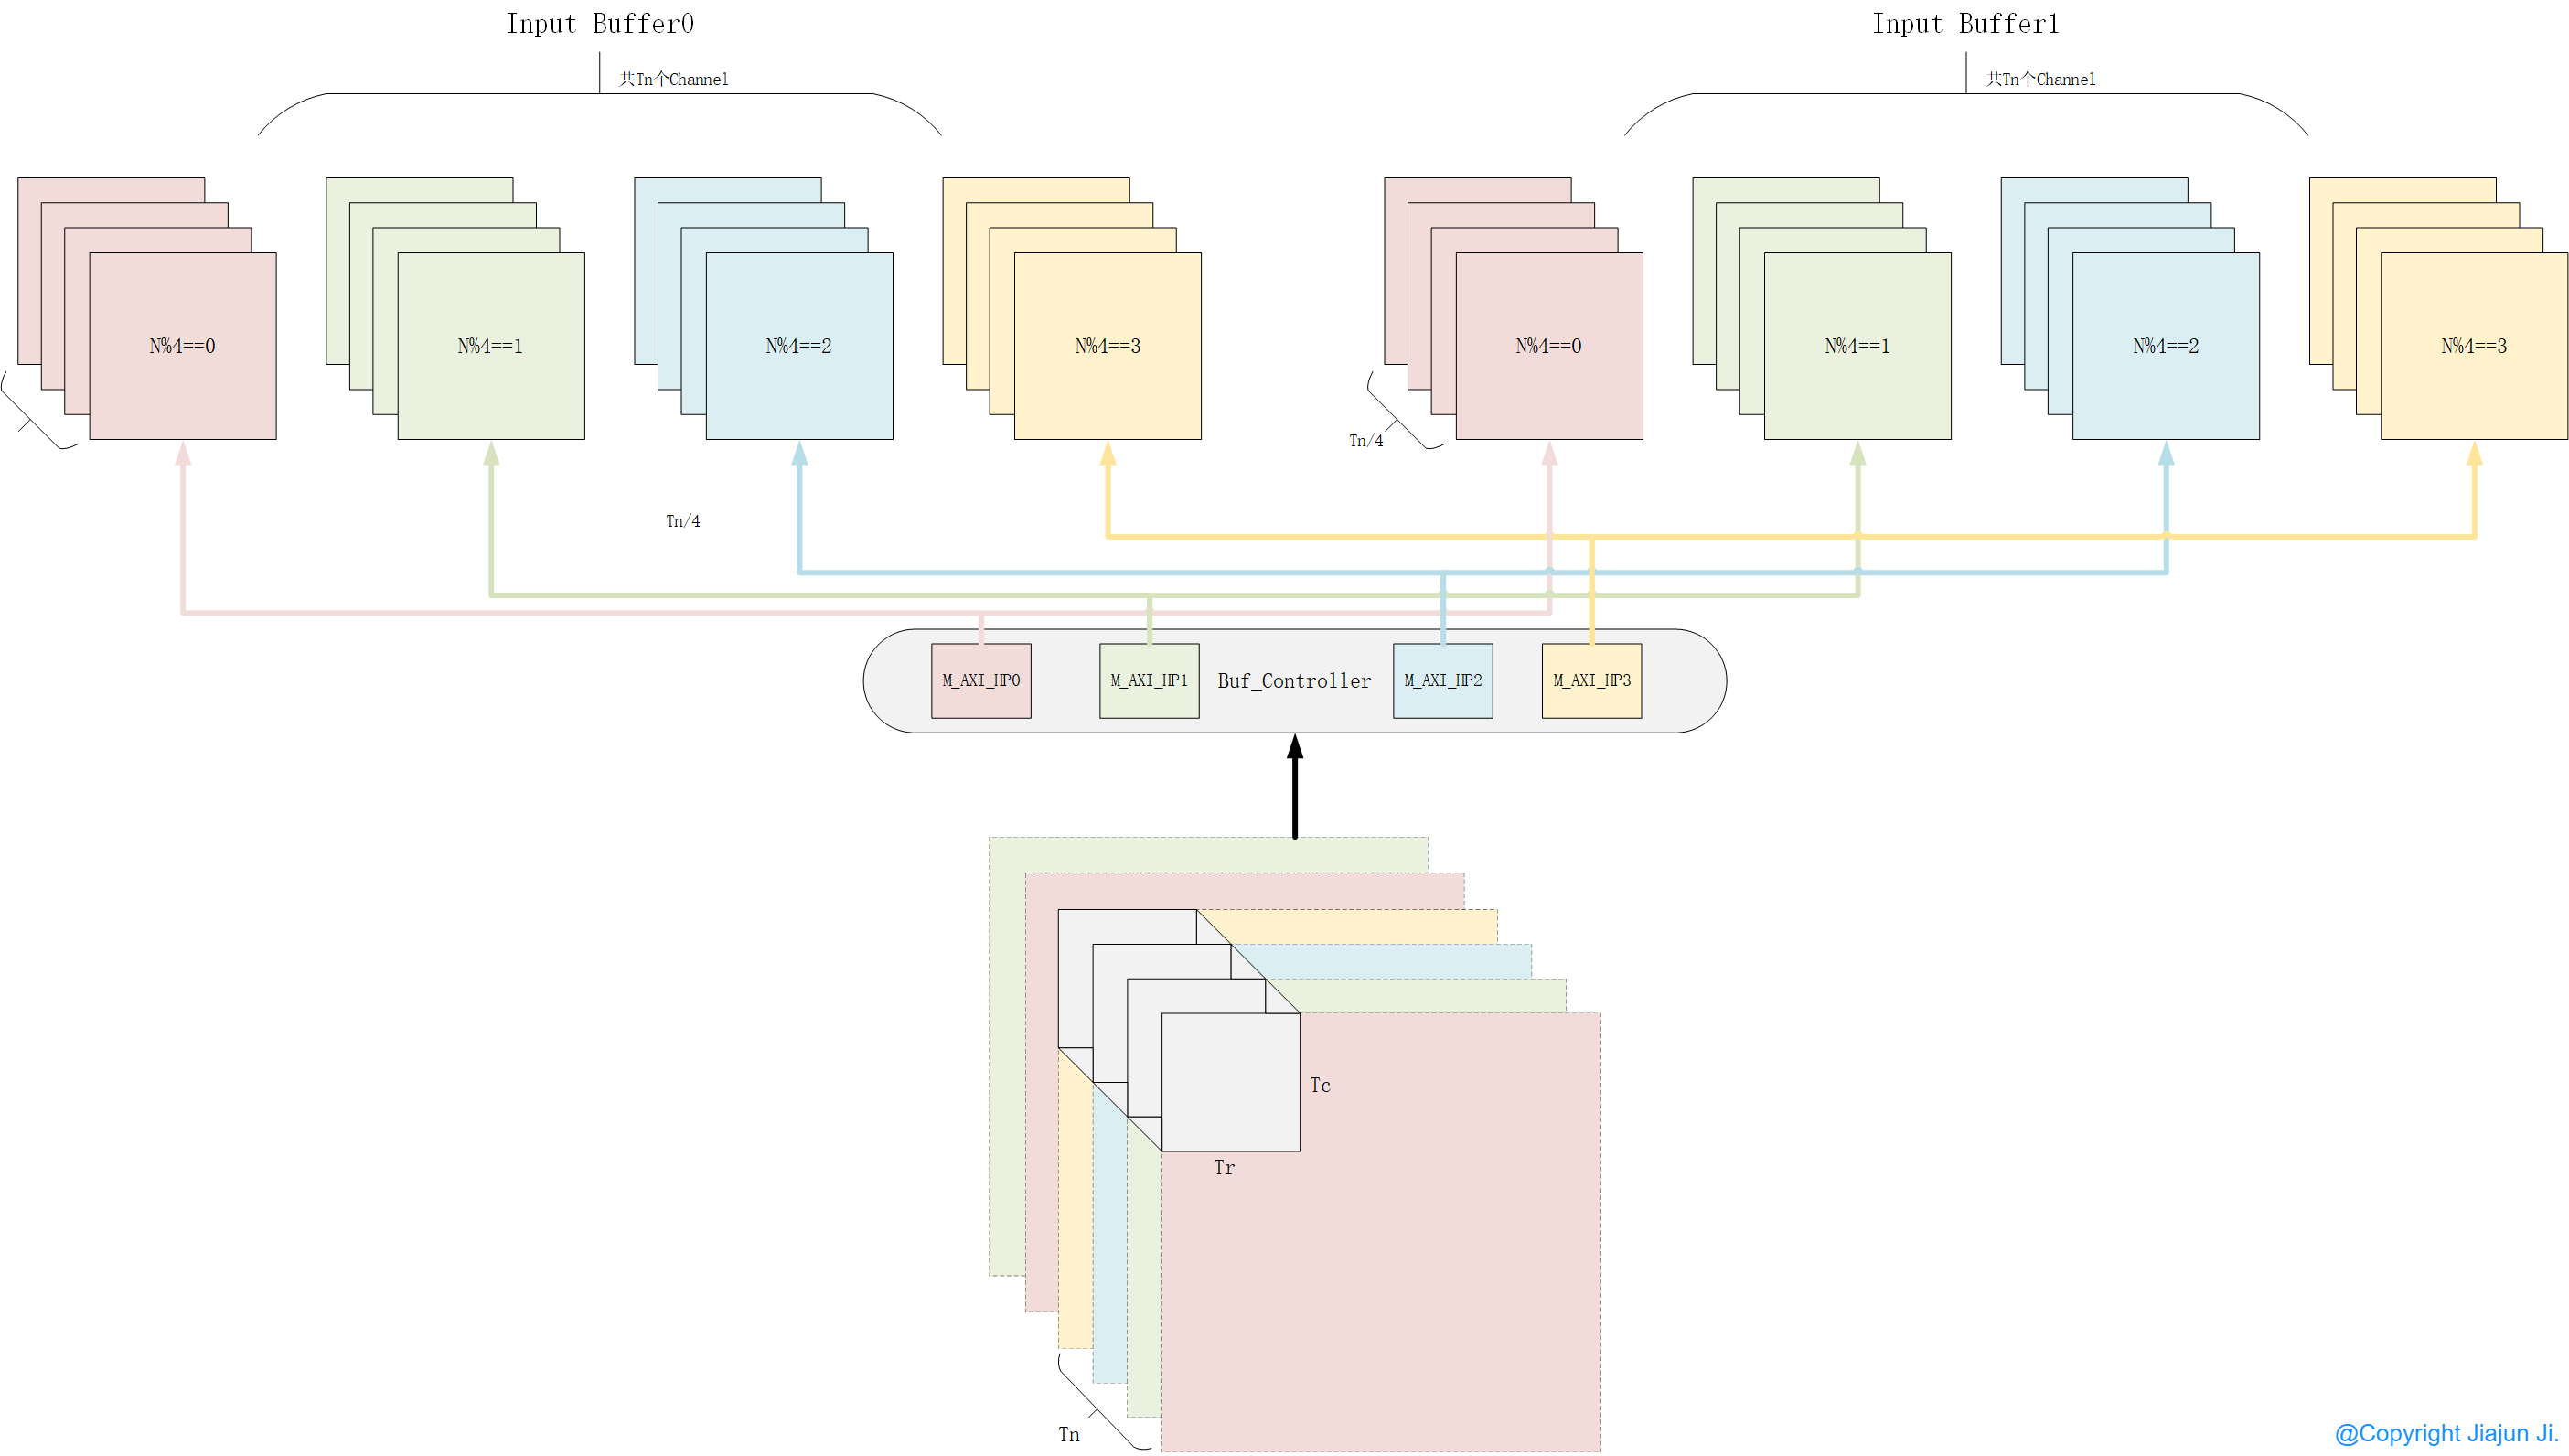 Input Buffer0
Input Buffer1
共Tn个Channel
共Tn个Channel
N%4==0
N%4==1
N%4==2
N%4==3
N%4==0
N%4==1
N%4==2
N%4==3
Tn/4
Tn/4
M_AXI_HP0
M_AXI_HP1
Buf_Controller
M_AXI_HP2
M_AXI_HP3
Tc
Tr
Tn
@Copyright Jiajun Ji.